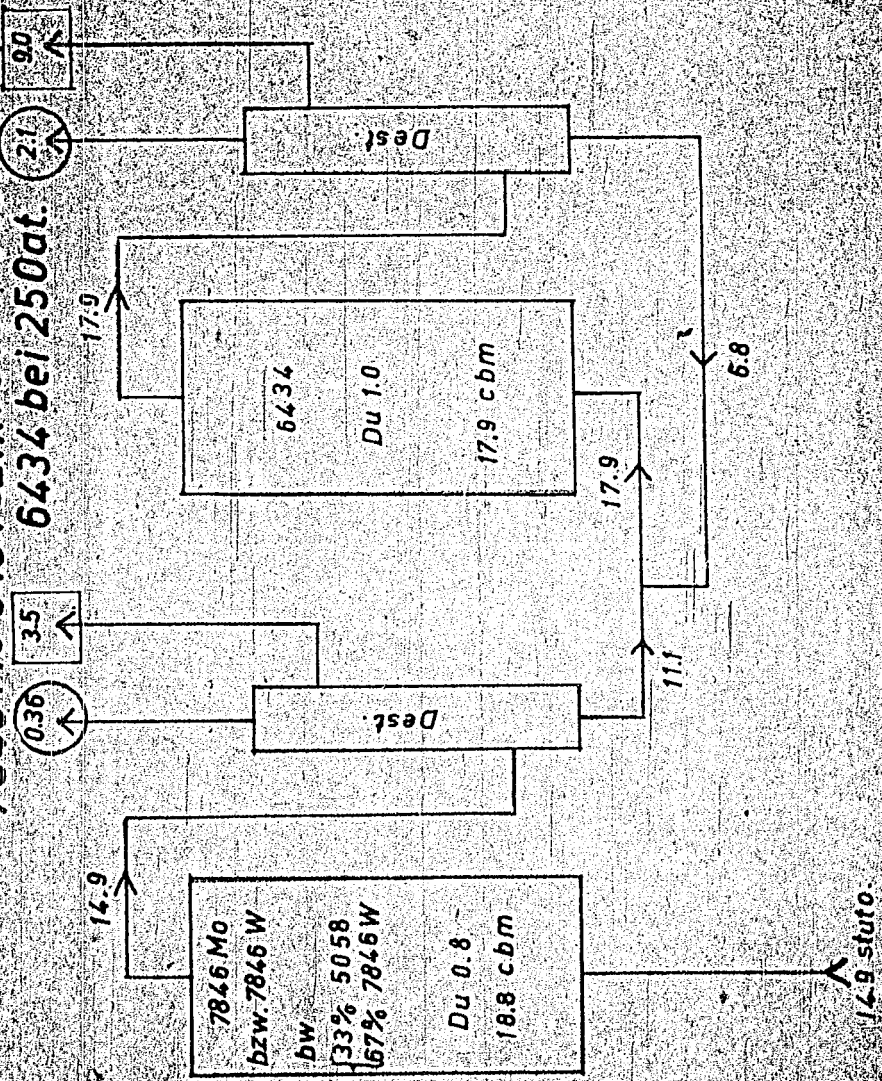 6434 bei 250at.
0.36
3.5
2.1
9.0
14.9
17.9
Dest.
Dest.
7846 Mo
bzw. 7846 W
bw
33% 5058
67% 7846 W
Du 0.8
18.8 cbm
6434
Du 1.0
17.9 cbm
11.1
17.9
6.8
14.9 stuto.